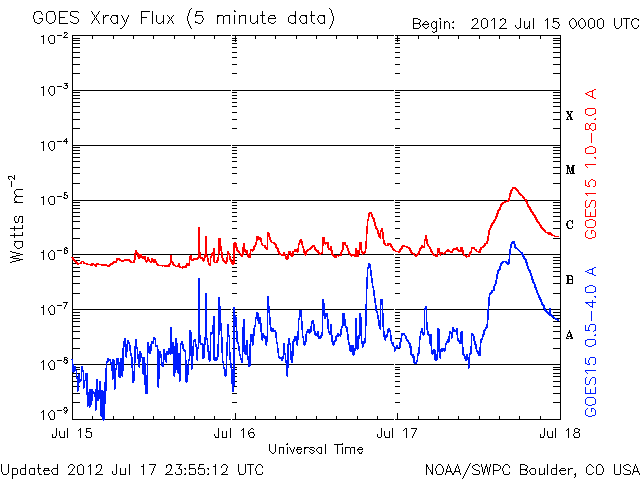 GOES Xray Flux (5 minute data)
Begin: 2012 Jul 15 0000 UTC
10-2
10-3
10-4
10-5
10-6
10-7
10-8
10-9
Watts m-2
X
M
C
B
A
GOES15 1.0-8.0 A
GOES15 0.5-4.0 A
Jul 15
Jul 16
Jul 17
Jul 18
Universal Time
Updated 2012 Jul 17 23:55:12 UTC
NOAA/SWPC Boulder, CO USA